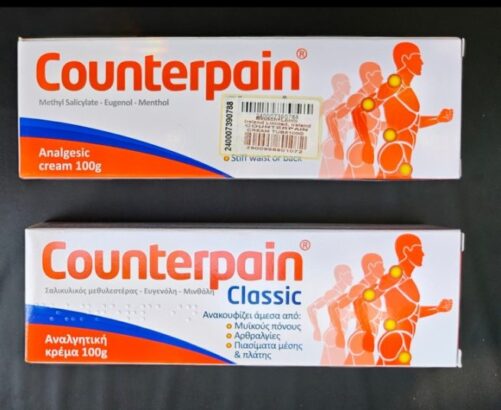 Counterpain®
Methyl Salicylate - Eugenol - Menthol
240007390788
Stiff waist or back
Analgesic
cream 100g
Counterpain®
Classic
Σαλικυλικός μεθυλεστέρας - Ευγενόλη - Μινθόλη
Ανακουφίζει άμεσα από:
Μυϊκούς πόνους
Αρθραλγίες
Πιασίματα μέσης
& πλάτης
Αναλγητική
κρέμα 100g